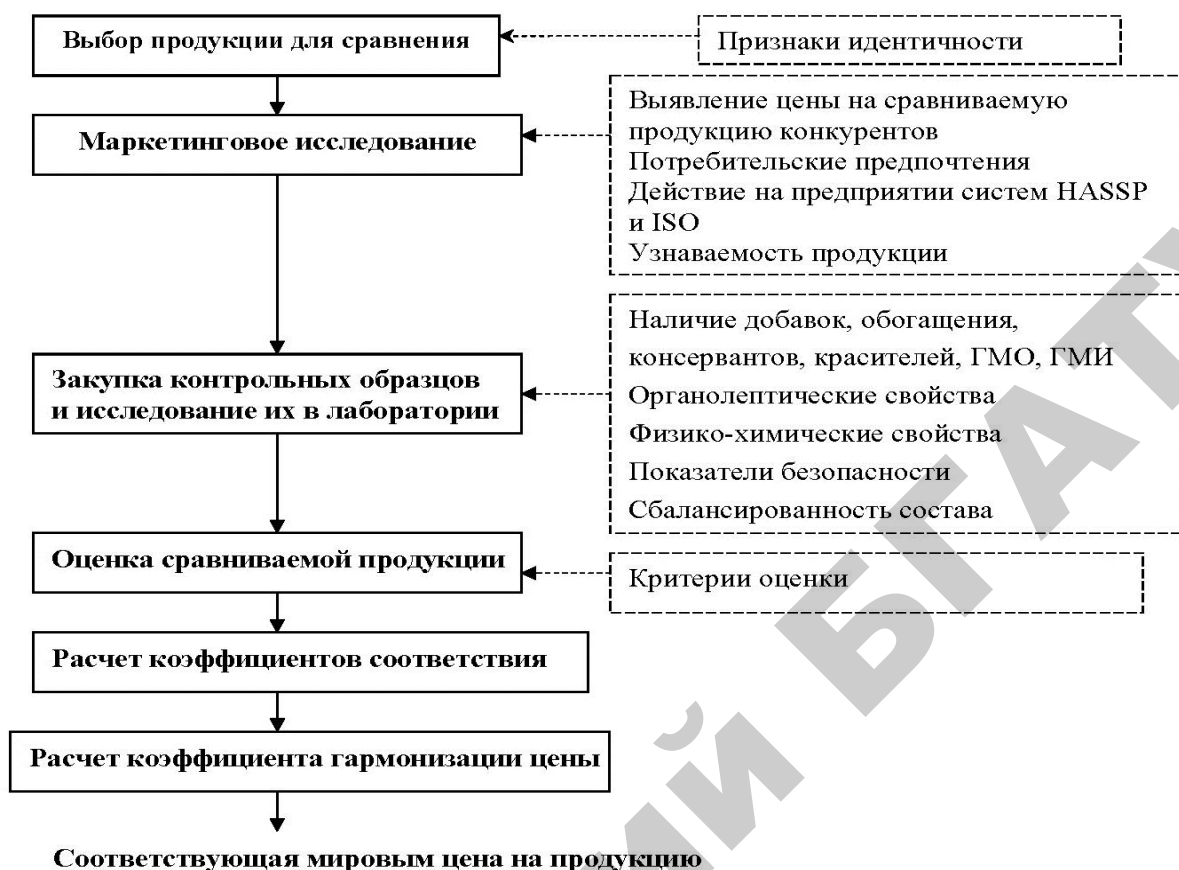 Выбор продукции для сравнения
Признаки идентичности
Маркетинговое исследование
Выявление цены на сравниваемую
продукцию конкурентов
Потребительские предпочтения
Действие на предприятии систем HASSP
и ISO
Узнаваемость продукции
Закупка контрольных образцов
и исследование их в лаборатории
Наличие добавок, обогащения,
консервантов, красителей, ГМО, ГМИ
Органолептические свойства
Физико-химические свойства
Показатели безопасности
Сбалансированность состава
Оценка сравниваемой продукции
Критерии оценки
Расчет коэффициентов соответствия
Расчет коэффициента гармонизации цены
Соответствующая мировым цена на продукцию
ий БГАТУ